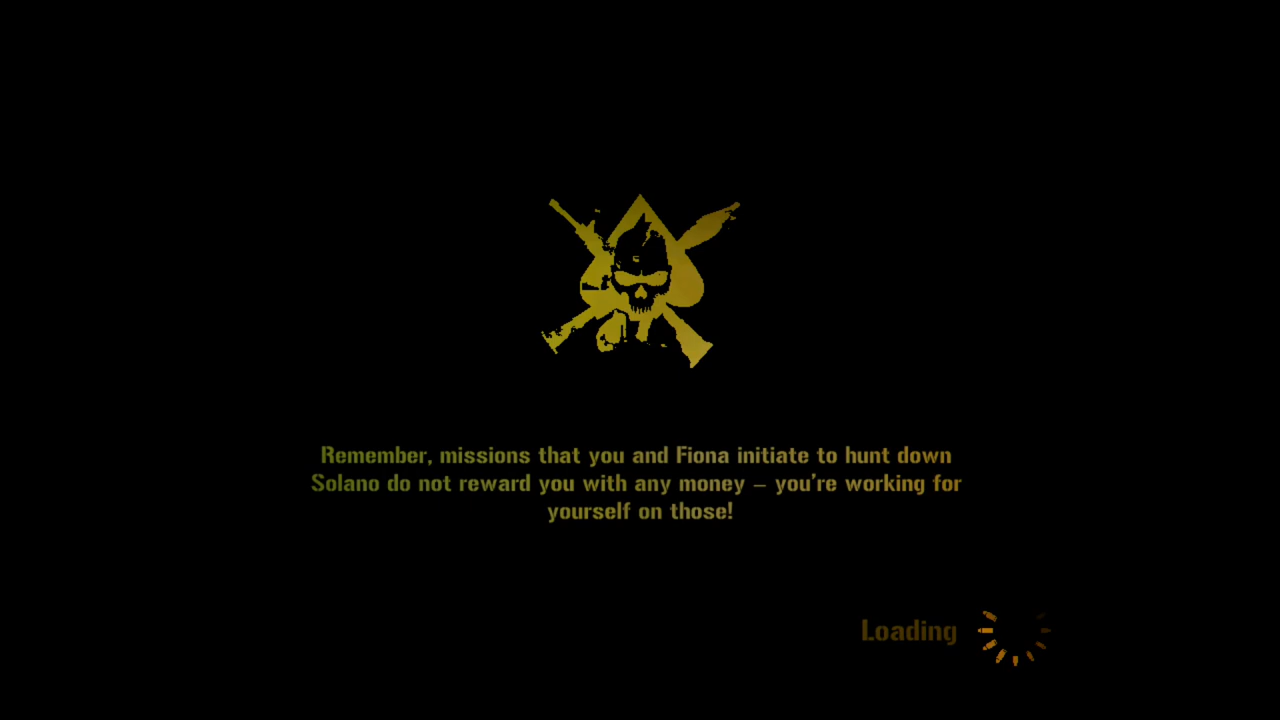 Remember, missions that you and Fiona initiate to hunt down
Solano do not reward you with any money – you're working for
yourself on those!
Loading